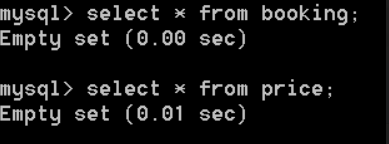 mysql> select * from booking;
Empty set (0.00 sec)
mysql> select * from price;
Empty set (0.01 sec)